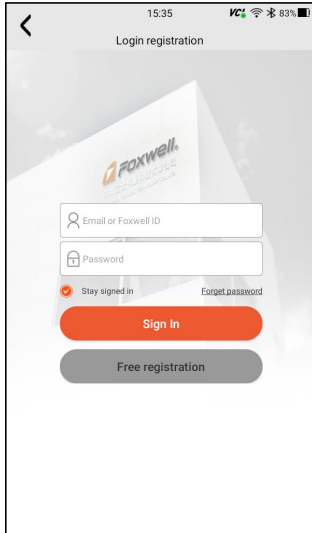 15:35
VC 83%
Login registration
FOXWELL
Email or Foxwell ID
Password
Stay signed in
Forget password
Sign In
Free registration